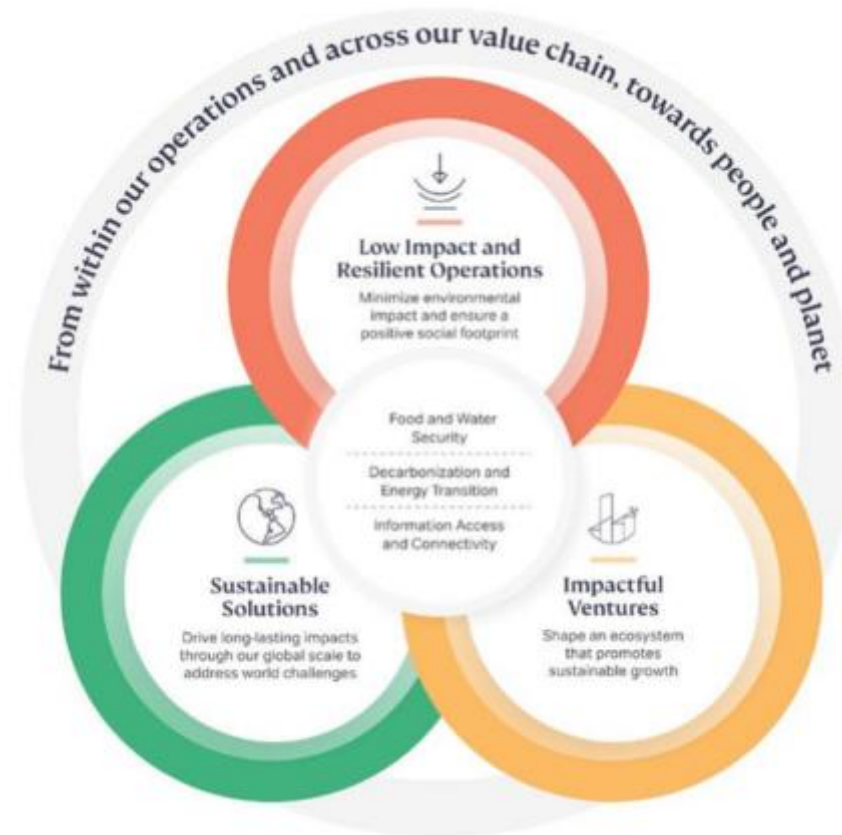 From within our operations and across our value chain, towards people and planet
Low Impact and
Resilient Operations
Minimize environmental
impact and ensure a
positive social footprint
Food and Water
Security
Decarbonization and
Energy Transition
Information Access
and Connectivity
Sustainable
Solutions
Drive long-lasting impacts
through our global scale to
address world challenges
Impactful
Ventures
Shape an ecosystem
that promotes
sustainable growth